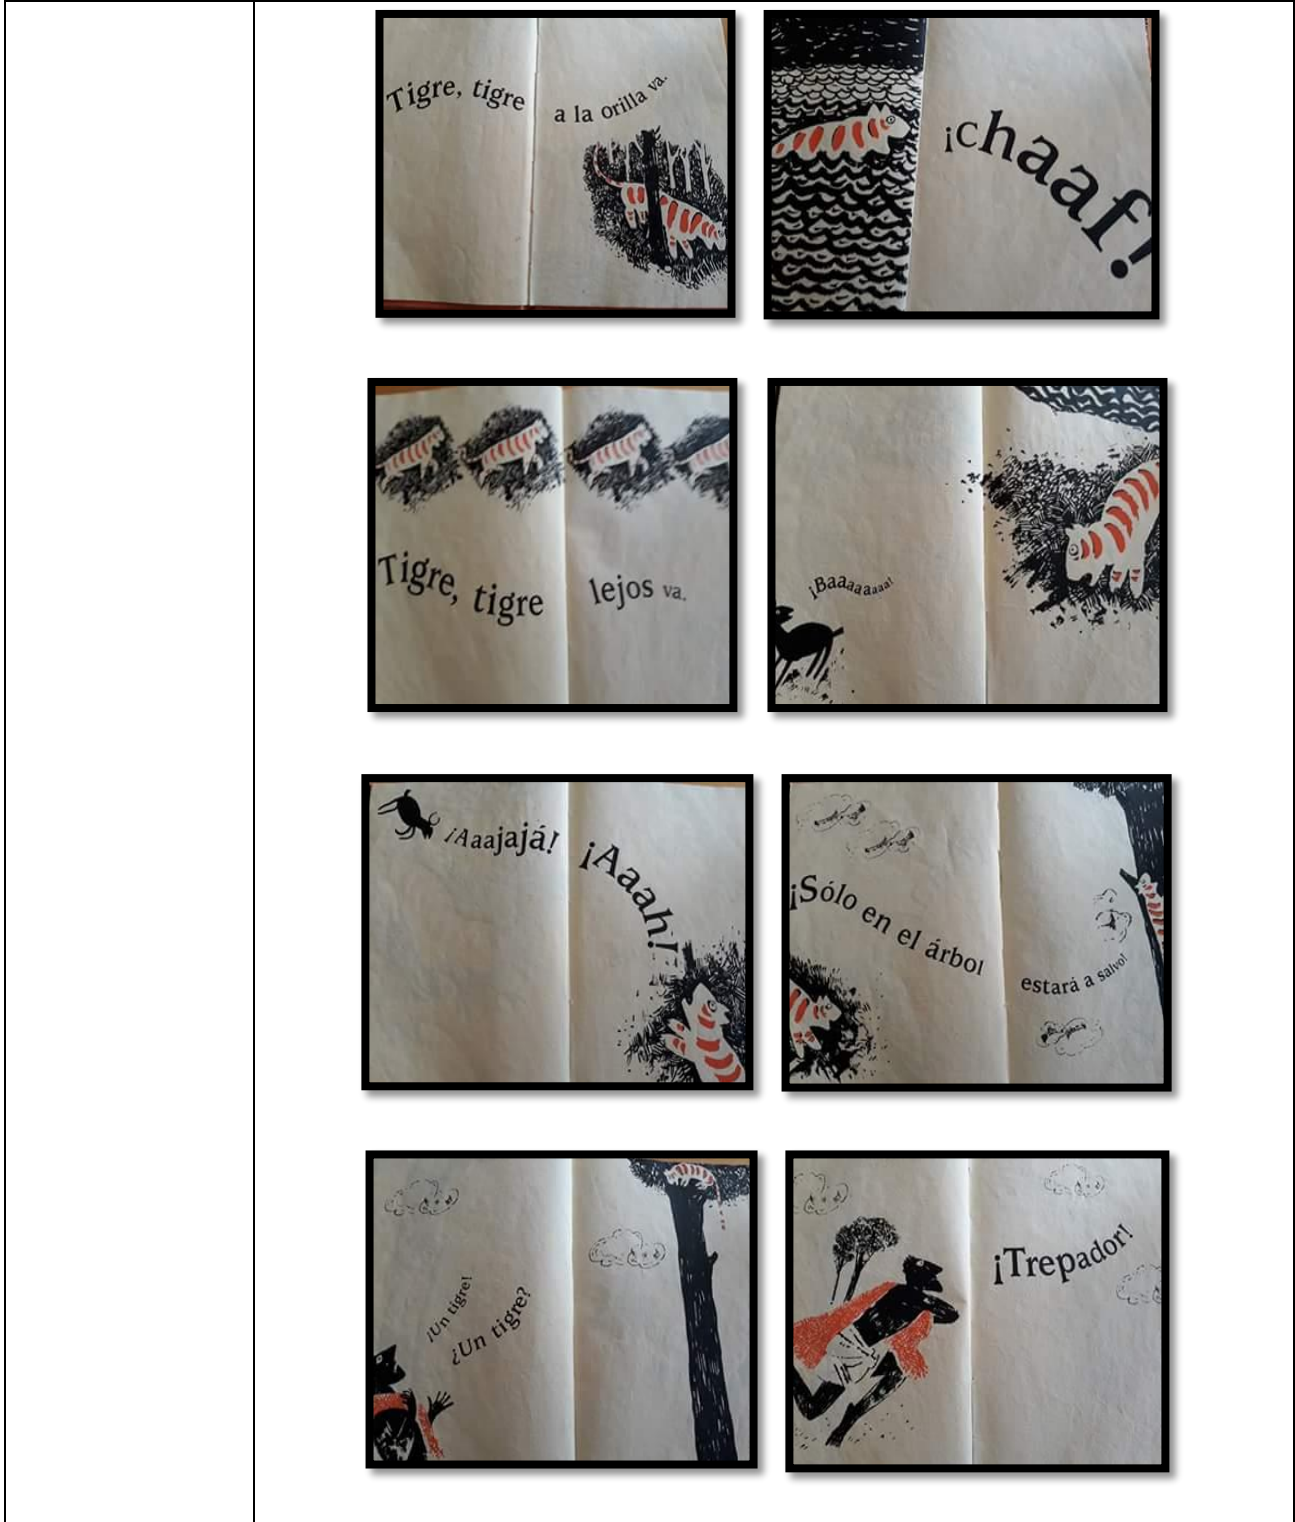 Tigre, tigre
a la orilla va.
¡chaaf!
Tigre, tigre
lejos va.
¡Baaaaaaaa!
¡Aaajajá!
¡Aaah!
¡Sólo en el árbol
estará a salvo!
¡Un tigre!
¿Un tigre?
¡Trepador!